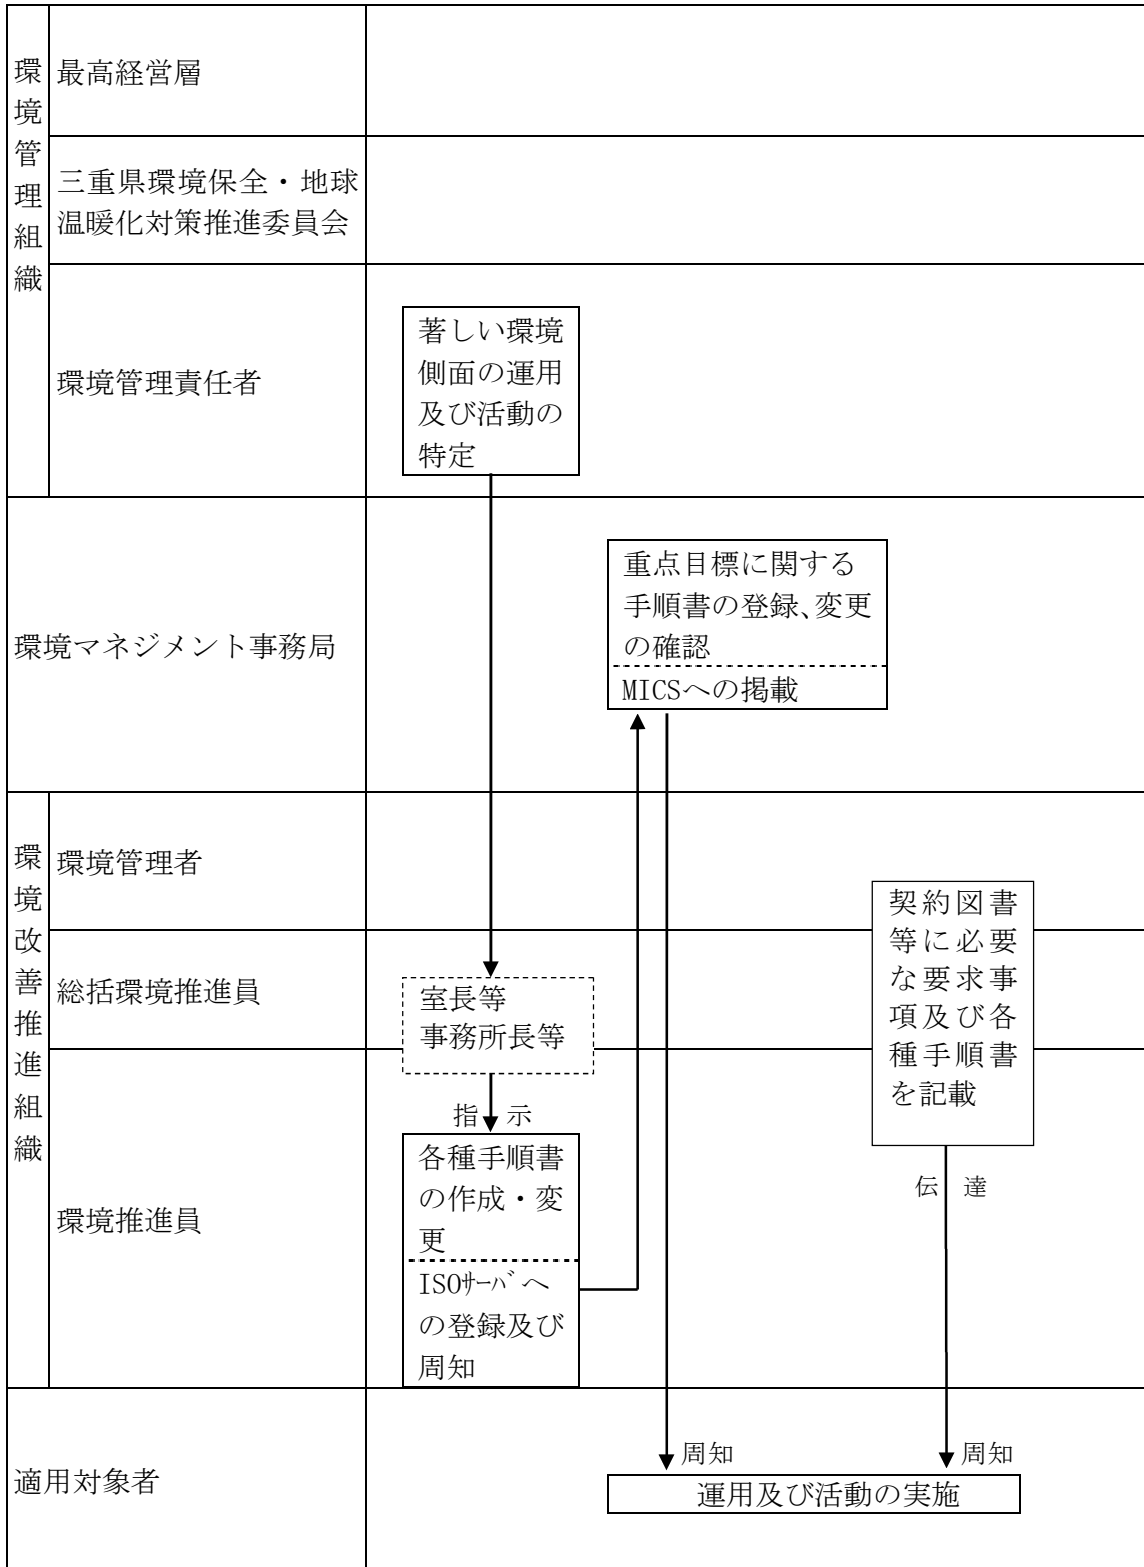 環境管理組織
最高経営層
三重県環境保全・地球
温暖化対策推進委員会
環境管理責任者
著しい環境
側面の運用
及び活動の
特定
環境マネジメント事務局
重点目標に関する
手順書の登録、変更
の確認
MICSへの掲載
環境改善推進組織
環境管理者
総括環境推進員
室長等
事務所長等
契約図書
等に必要
な要求事
項及び各
種手順書
を記載
指示
環境推進員
各種手順書
の作成・変
更
ISOｻｰﾊﾞへ
の登録及び
周知
伝達
適用対象者
周知
周知
運用及び活動の実施